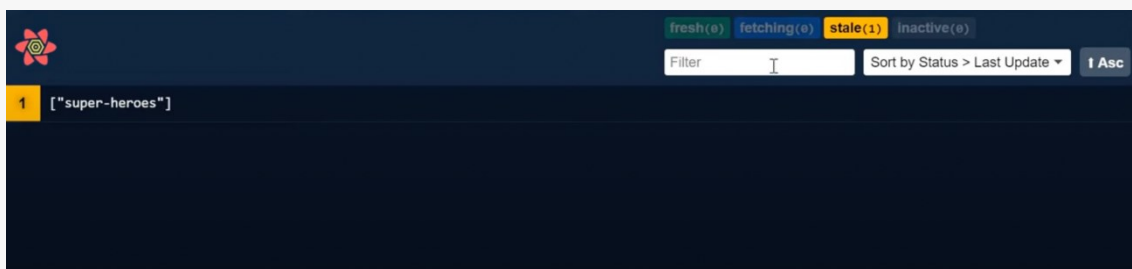 fresh(0) fetching(0) stale(1) inactive(0)
Filter Sort by Status > Last Update ⬆ Asc
1 ["super-heroes"]